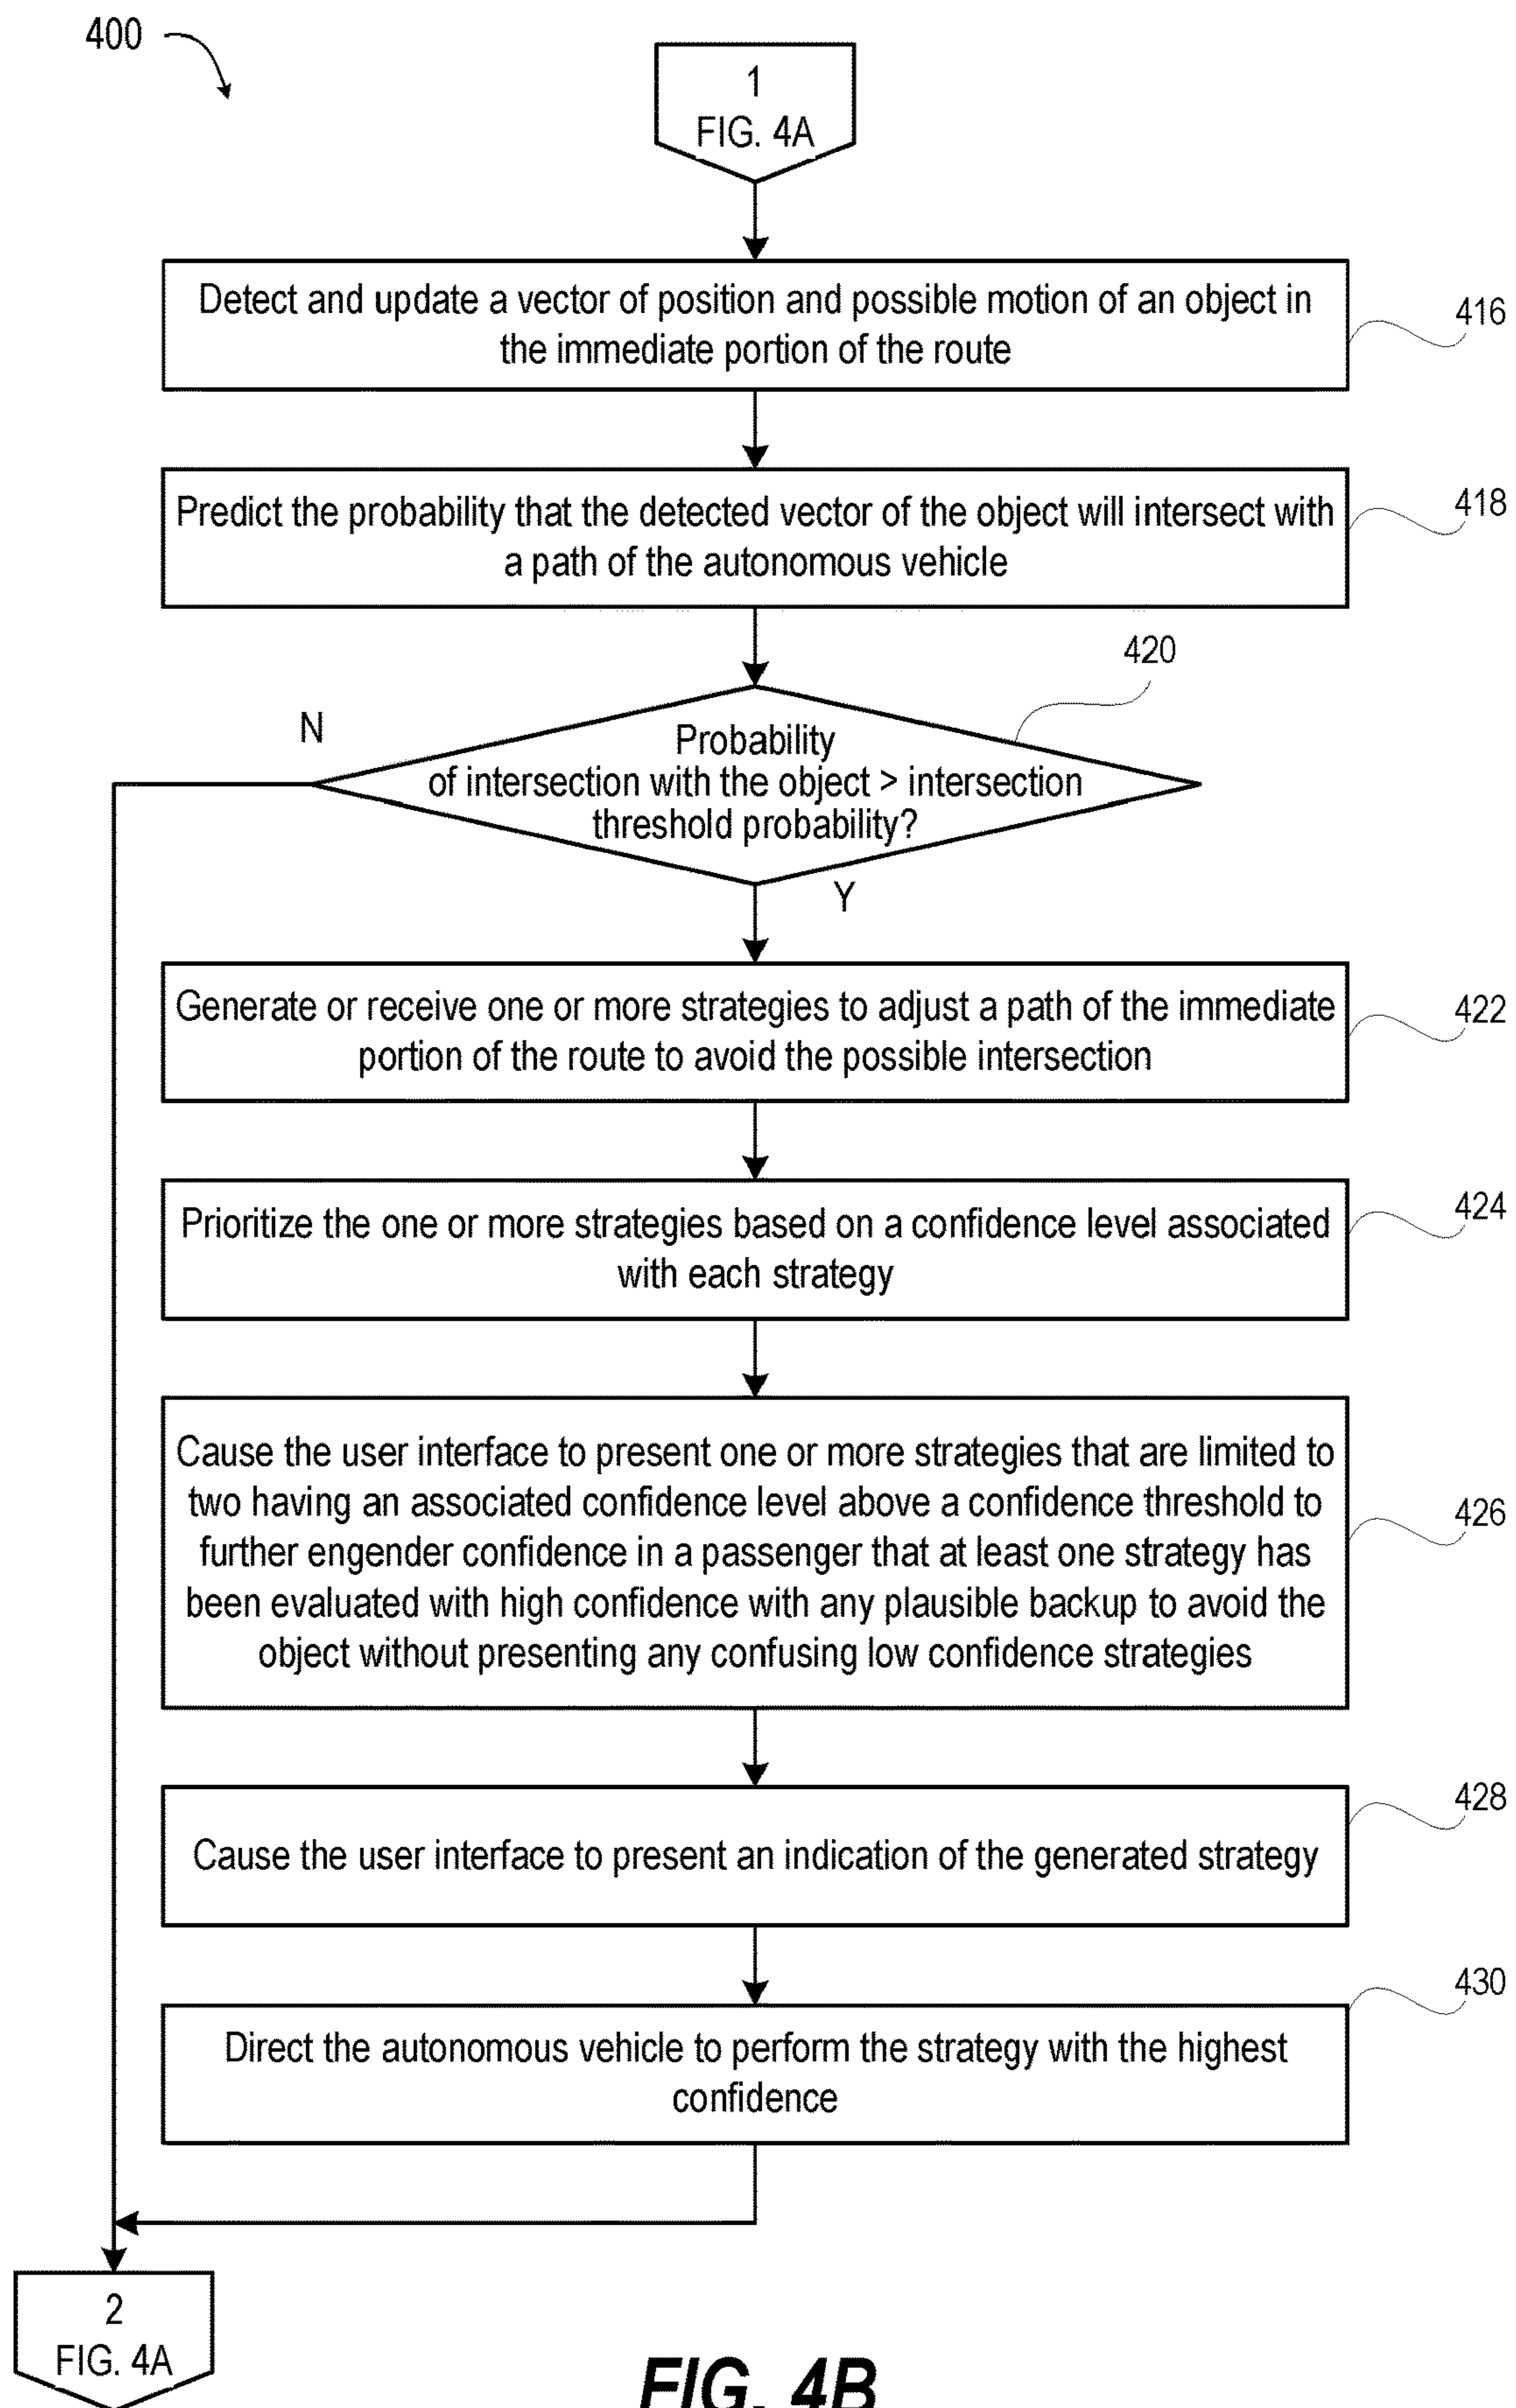 400
1
FIG. 4A
Detect and update a vector of position and possible motion of an object in
the immediate portion of the route
416
Predict the probability that the detected vector of the object will intersect with
a path of the autonomous vehicle
418
420
N
Probability
of intersection with the object > intersection
threshold probability?
Y
Generate or receive one or more strategies to adjust a path of the immediate
portion of the route to avoid the possible intersection
422
Prioritize the one or more strategies based on a confidence level associated
with each strategy
424
Cause the user interface to present one or more strategies that are limited to
two having an associated confidence level above a confidence threshold to
further engender confidence in a passenger that at least one strategy has
been evaluated with high confidence with any plausible backup to avoid the
object without presenting any confusing low confidence strategies
426
Cause the user interface to present an indication of the generated strategy
428
Direct the autonomous vehicle to perform the strategy with the highest
confidence
430
2
FIG. 4A
FIG. 4B